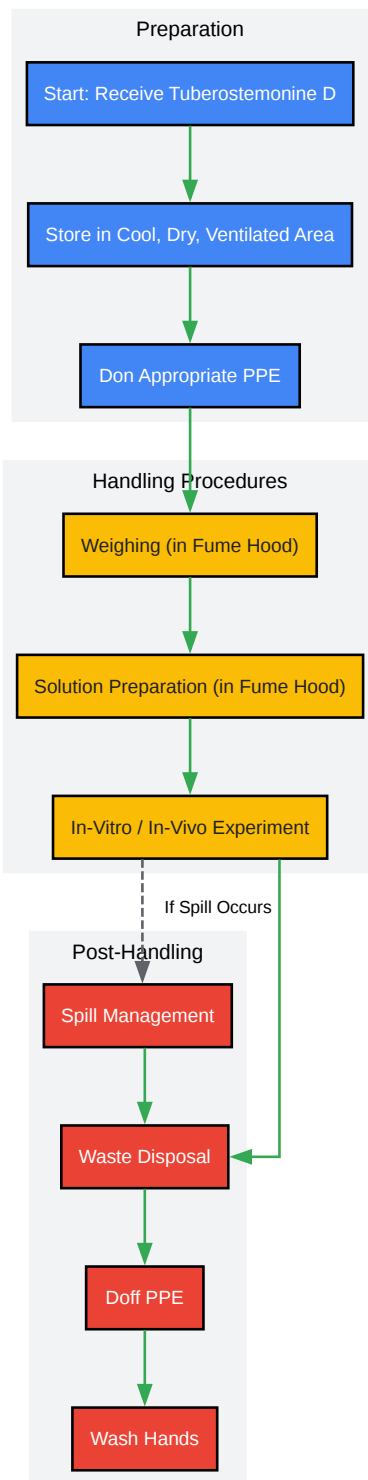 Preparation
Start: Receive Tuberostemonine D
Store in Cool, Dry, Ventilated Area
Don Appropriate PPE
Handling Procedures
Weighing (in Fume Hood)
Solution Preparation (in Fume Hood)
In-Vitro / In-Vivo Experiment
If Spill Occurs
Post-Handling
Spill Management
Waste Disposal
Doff PPE
Wash Hands